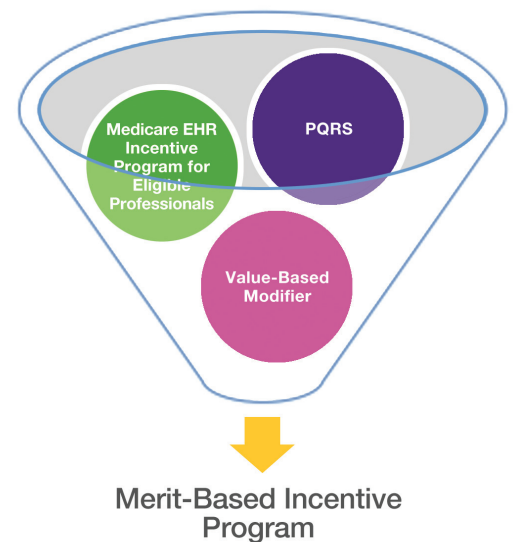 Medicare EHR
Incentive
Program for
Eligible
Professionals
PQRS
Value-Based
Modifier
Merit-Based Incentive
Program